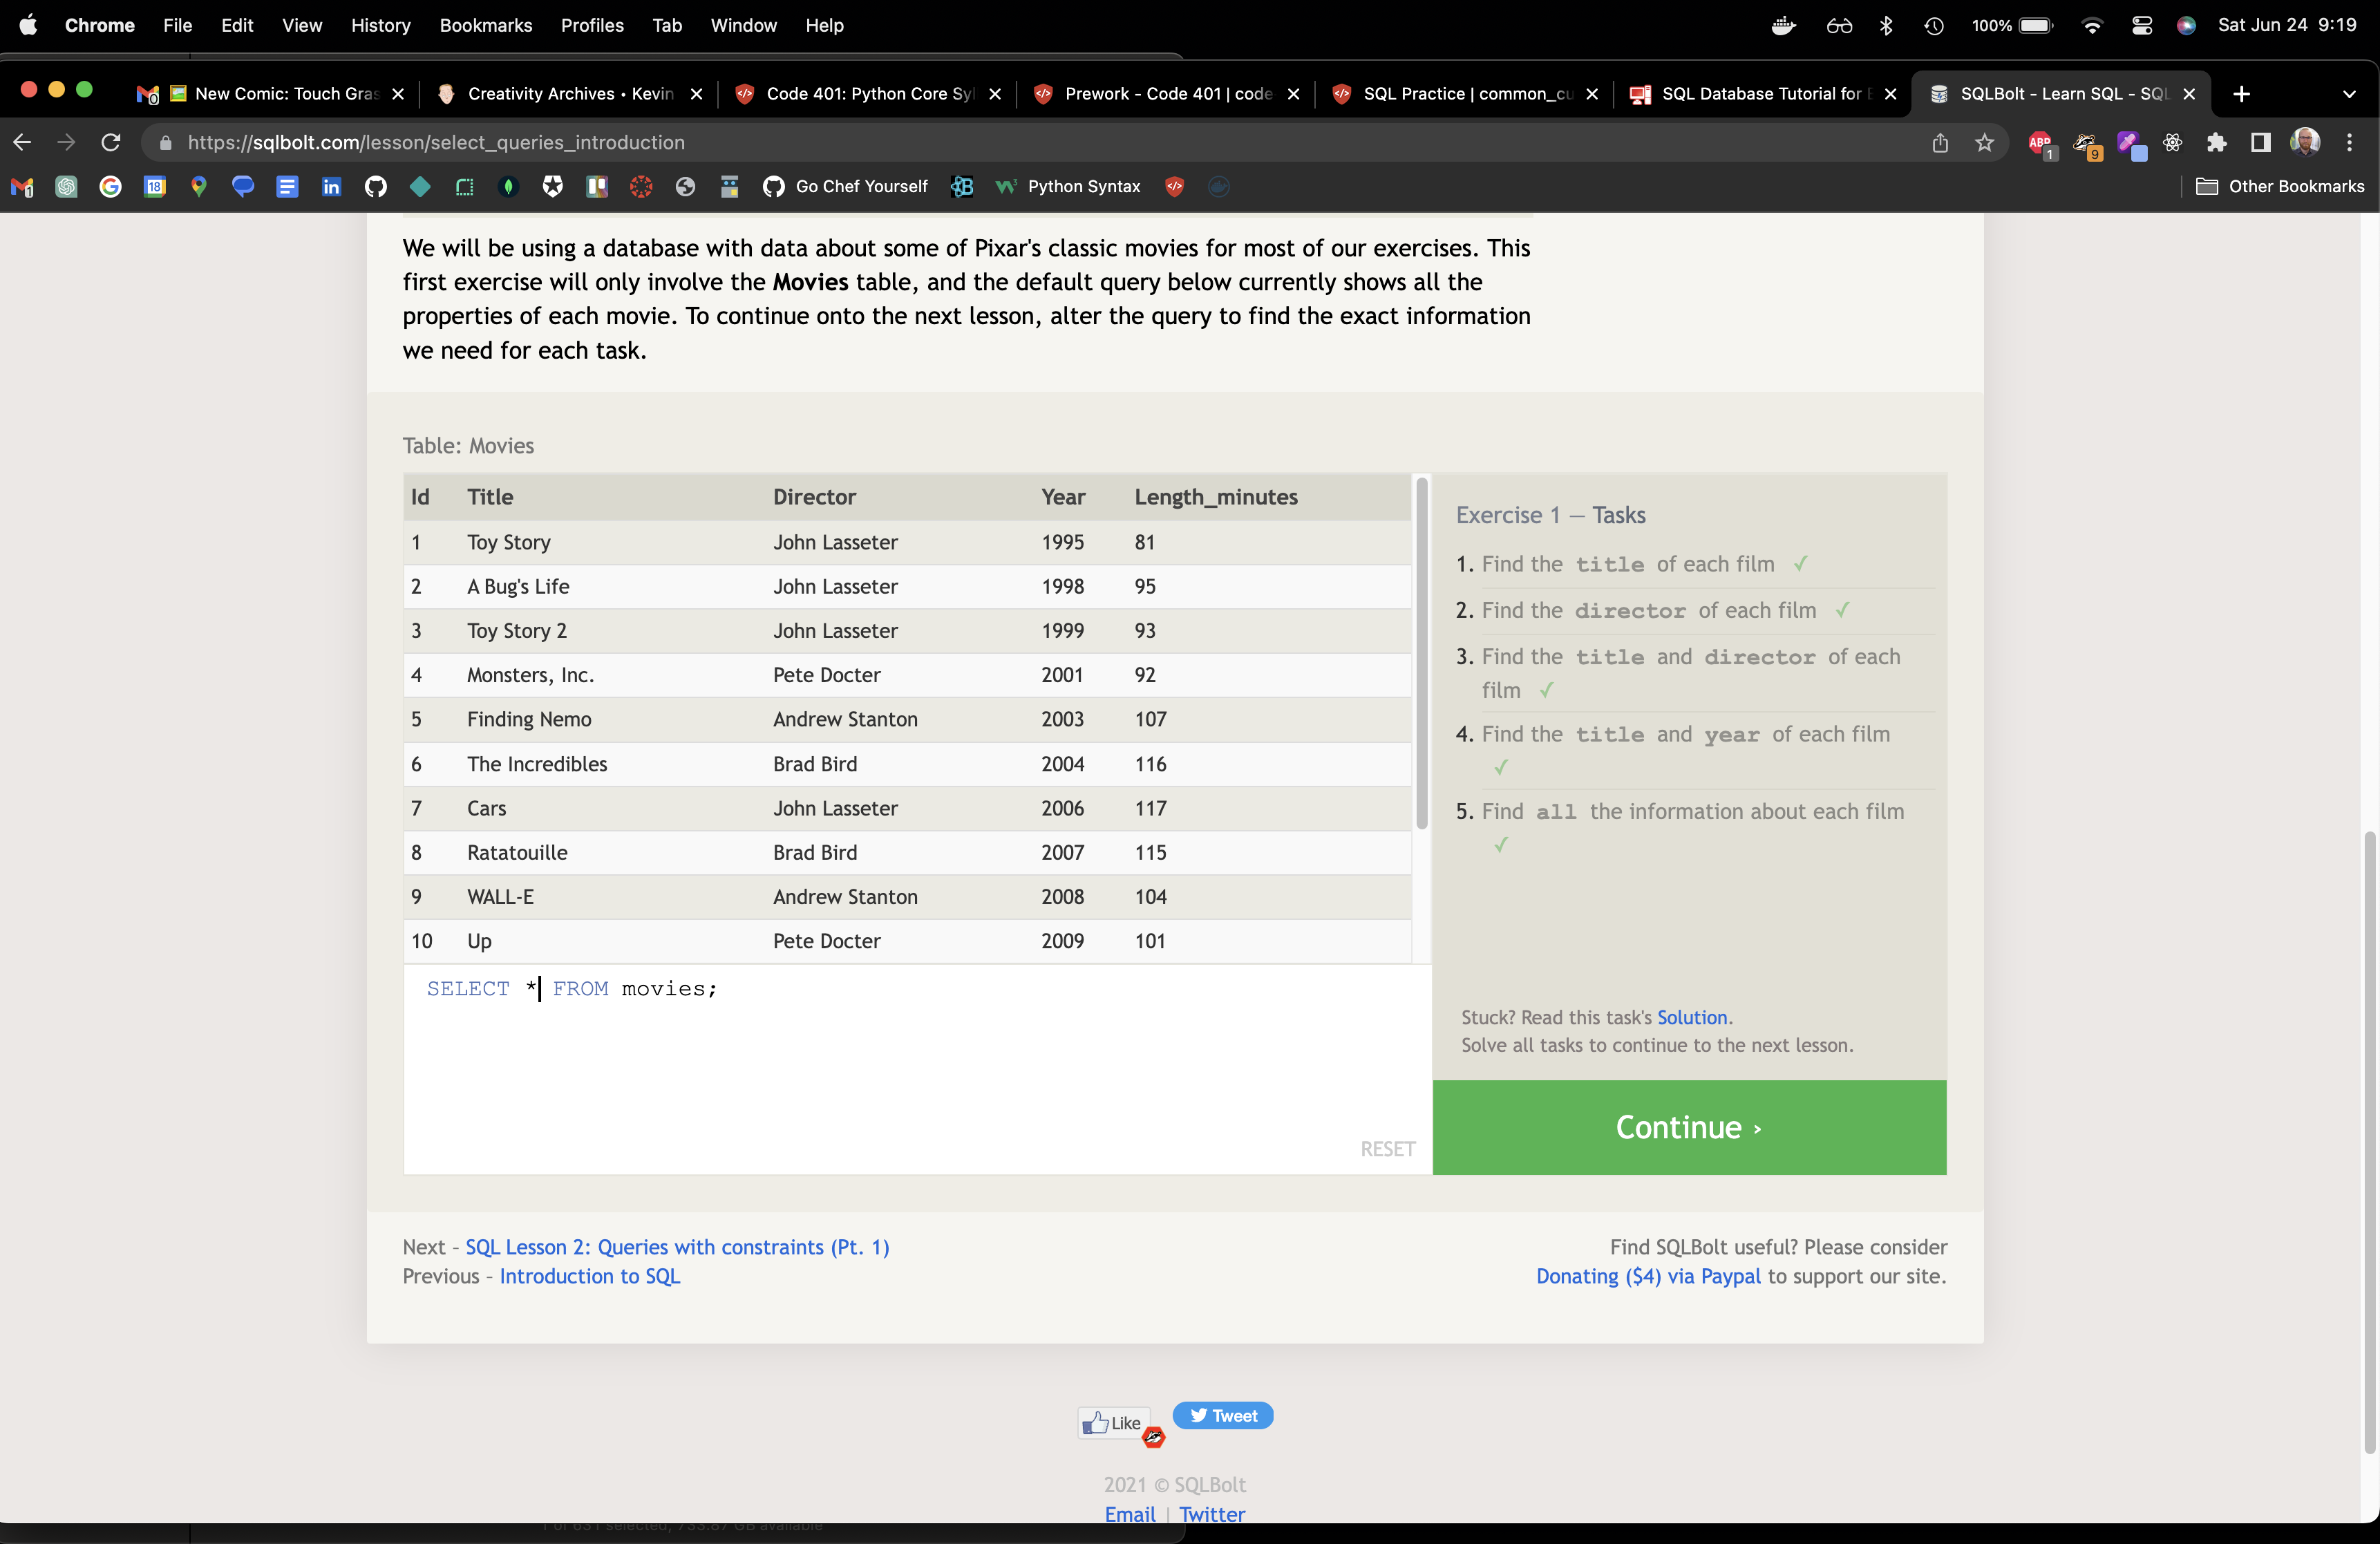 Chrome File Edit View History Bookmarks Profiles Tab Window Help 100% Sat Jun 24 9:19
New Comic: Touch Gras Creativity Archives • Kevin Code 401: Python Core Syl Prework - Code 401 | code SQL Practice | common_cu SQL Database Tutorial for SQLBolt - Learn SQL - SQL
https://sqlbolt.com/lesson/select_queries_introduction ABP 1 9
1 18 Go Chef Yourself Python Syntax Other Bookmarks
We will be using a database with data about some of Pixar's classic movies for most of our exercises. This
first exercise will only involve the Movies table, and the default query below currently shows all the
properties of each movie. To continue onto the next lesson, alter the query to find the exact information
we need for each task.
Table: Movies
Id Title Director Year Length_minutes
1 Toy Story John Lasseter 1995 81
2 A Bug's Life John Lasseter 1998 95
3 Toy Story 2 John Lasseter 1999 93
4 Monsters, Inc. Pete Docter 2001 92
5 Finding Nemo Andrew Stanton 2003 107
6 The Incredibles Brad Bird 2004 116
7 Cars John Lasseter 2006 117
8 Ratatouille Brad Bird 2007 115
9 WALL-E Andrew Stanton 2008 104
10 Up Pete Docter 2009 101
SELECT * FROM movies;
RESET
Exercise 1 — Tasks
1. Find the title of each film ✓
2. Find the director of each film ✓
3. Find the title and director of each
film ✓
4. Find the title and year of each film
✓
5. Find all the information about each film
✓
Stuck? Read this task's Solution.
Solve all tasks to continue to the next lesson.
Continue ›
Next – SQL Lesson 2: Queries with constraints (Pt. 1)
Previous – Introduction to SQL
Find SQLBolt useful? Please consider
Donating ($4) via Paypal to support our site.
Like Tweet
2021 © SQLBolt
Email | Twitter
1 of 631 selected, 733.87 GB available